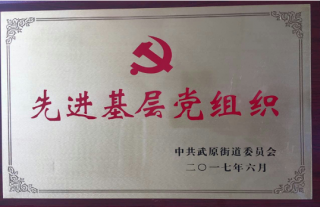 先进基层党组织
中共武原街道委员会
二〇一七年六月